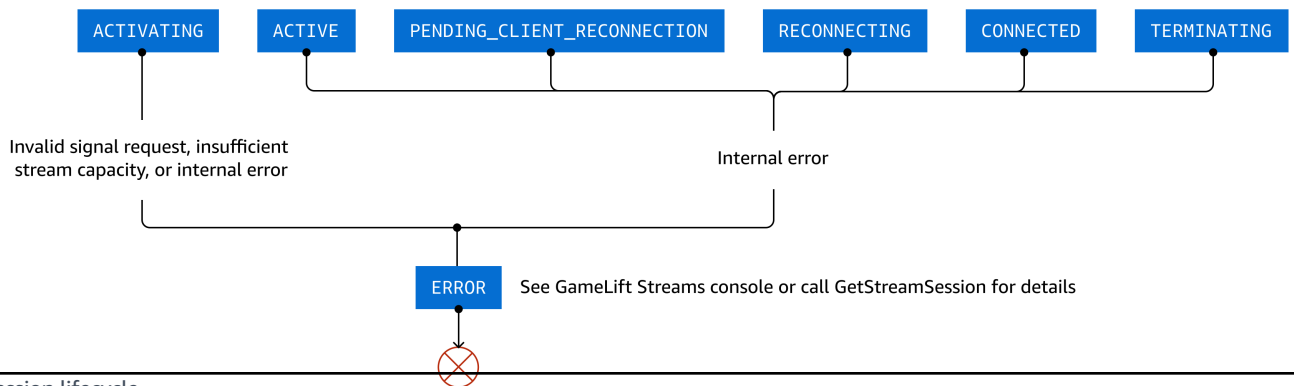 ACTIVATING ACTIVE PENDING_CLIENT_RECONNECTION RECONNECTING CONNECTED TERMINATING
Invalid signal request, insufficient
stream capacity, or internal error
Internal error
ERROR See GameLift Streams console or call GetStreamSession for details
lifecycle